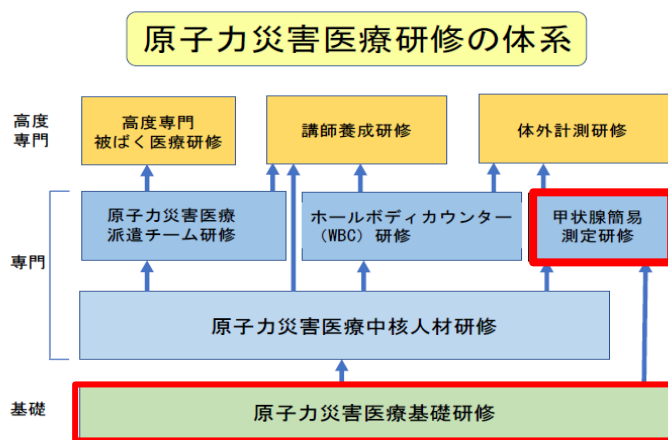 原子力災害医療研修の体系
高度
専門
高度専門
被ばく医療研修
講師養成研修
体外計測研修
専門
原子力災害医療
派遣チーム研修
ホールボディカウンター
（WBC）研修
甲状腺簡易
測定研修
原子力災害医療中核人材研修
基礎
原子力災害医療基礎研修